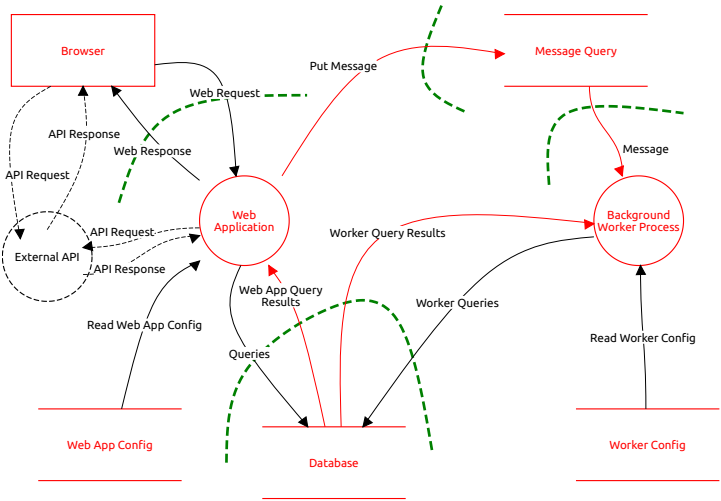 Browser
Message Query
Put Message
Web Request
API Response
Web Response
Message
API Request
Web
Application
Background
Worker Process
API Request
Worker Query Results
External API
API Response
Web App Query
Results
Worker Queries
Read Web App Config
Read Worker Config
Queries
Web App Config
Worker Config
Database